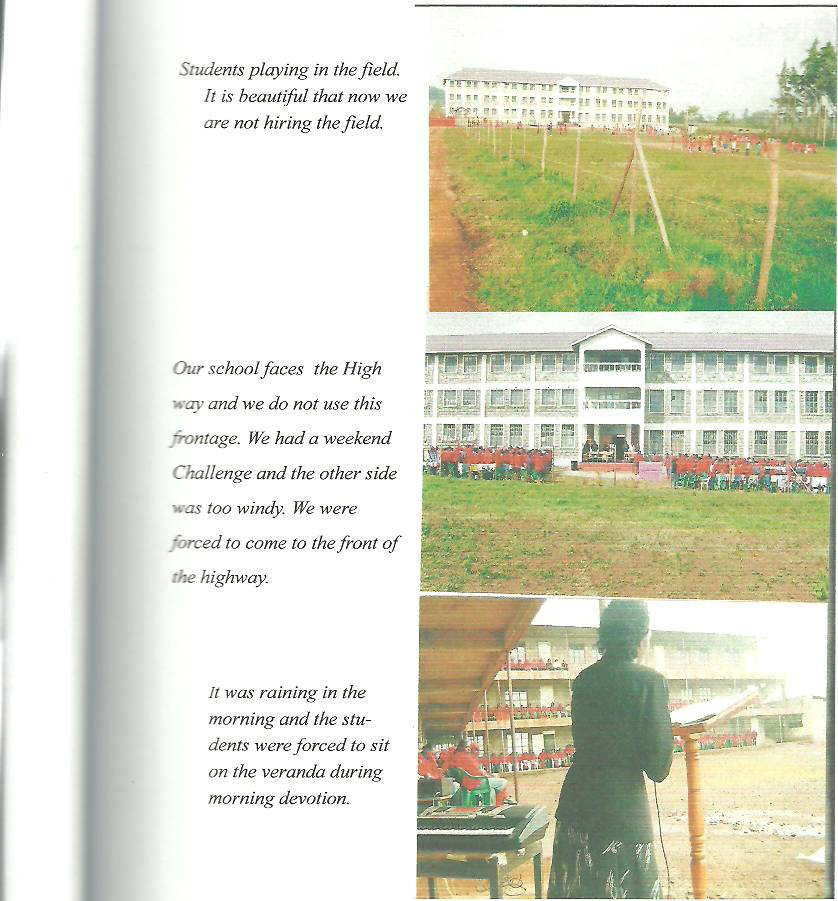 Students playing in the field.
It is beautiful that now we
are not hiring the field.
Our school faces the High
way and we do not use this
frontage. We had a weekend
Challenge and the other side
was too windy. We were
forced to come to the front of
the highway.
It was raining in the
morning and the stu-
dents were forced to sit
on the veranda during
morning devotion.